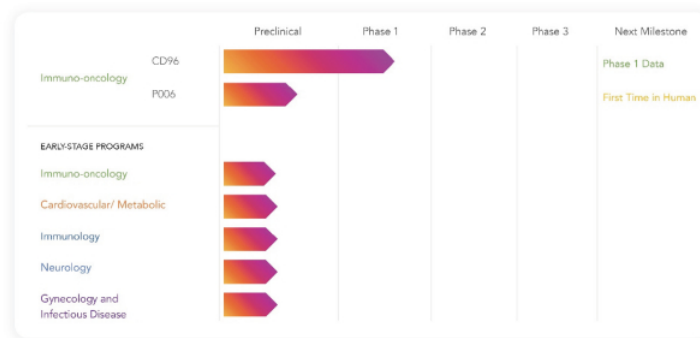 Preclinical Phase 1 Phase 2 Phase 3 Next Milestone
CD96 Phase 1 Data
Immuno-oncology
P006 First Time in Human
EARLY-STAGE PROGRAMS
Immuno-oncology
Cardiovascular/ Metabolic
Immunology
Neurology
Gynecology and
Infectious Disease